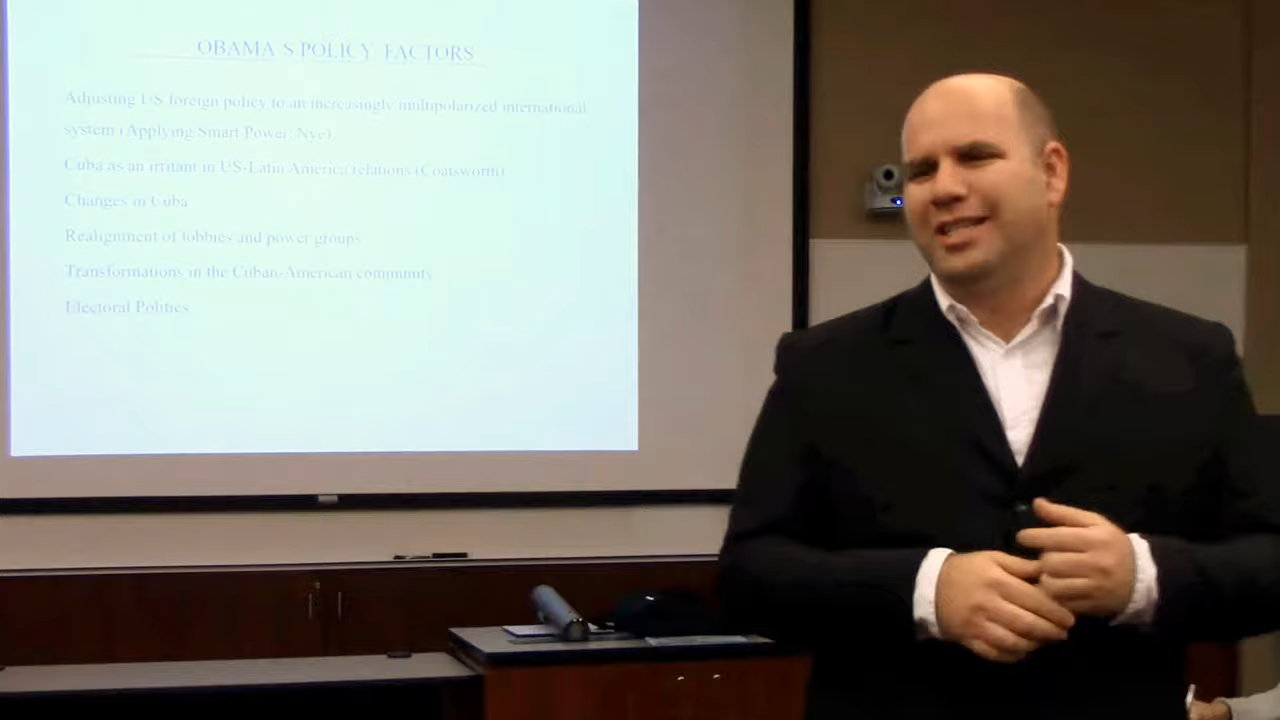 OBAMA S POLICY FACTORS
Adjusting US foreign policy to an increasingly multipolarized international
system (Applying Smart Power, Nye).
Cuba as an irritant in US-Latin America relations (Coatsworth)
Changes in Cuba
Realignment of lobbies and power groups
Transformations in the Cuban-American community
Electoral Politics